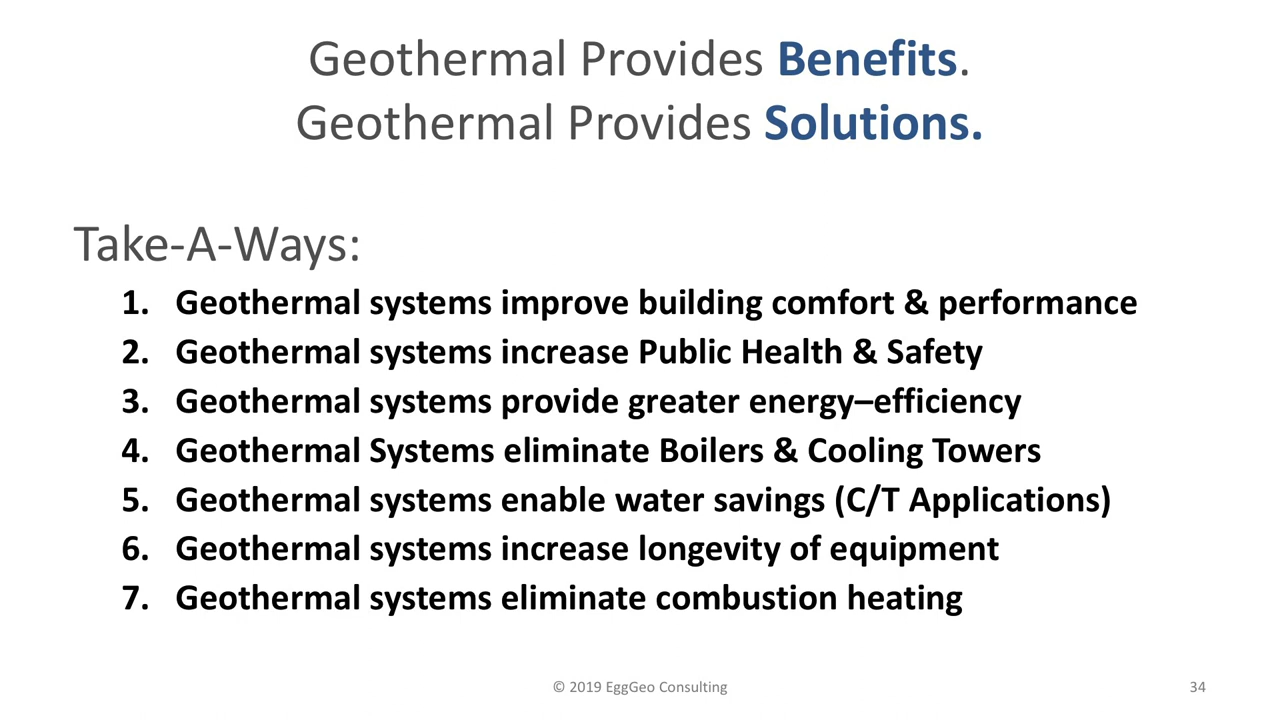 Geothermal Provides Benefits.
Geothermal Provides Solutions.
Take-A-Ways:
1. Geothermal systems improve building comfort & performance
2. Geothermal systems increase Public Health & Safety
3. Geothermal systems provide greater energy–efficiency
4. Geothermal Systems eliminate Boilers & Cooling Towers
5. Geothermal systems enable water savings (C/T Applications)
6. Geothermal systems increase longevity of equipment
7. Geothermal systems eliminate combustion heating
© 2019 EggGeo Consulting
34